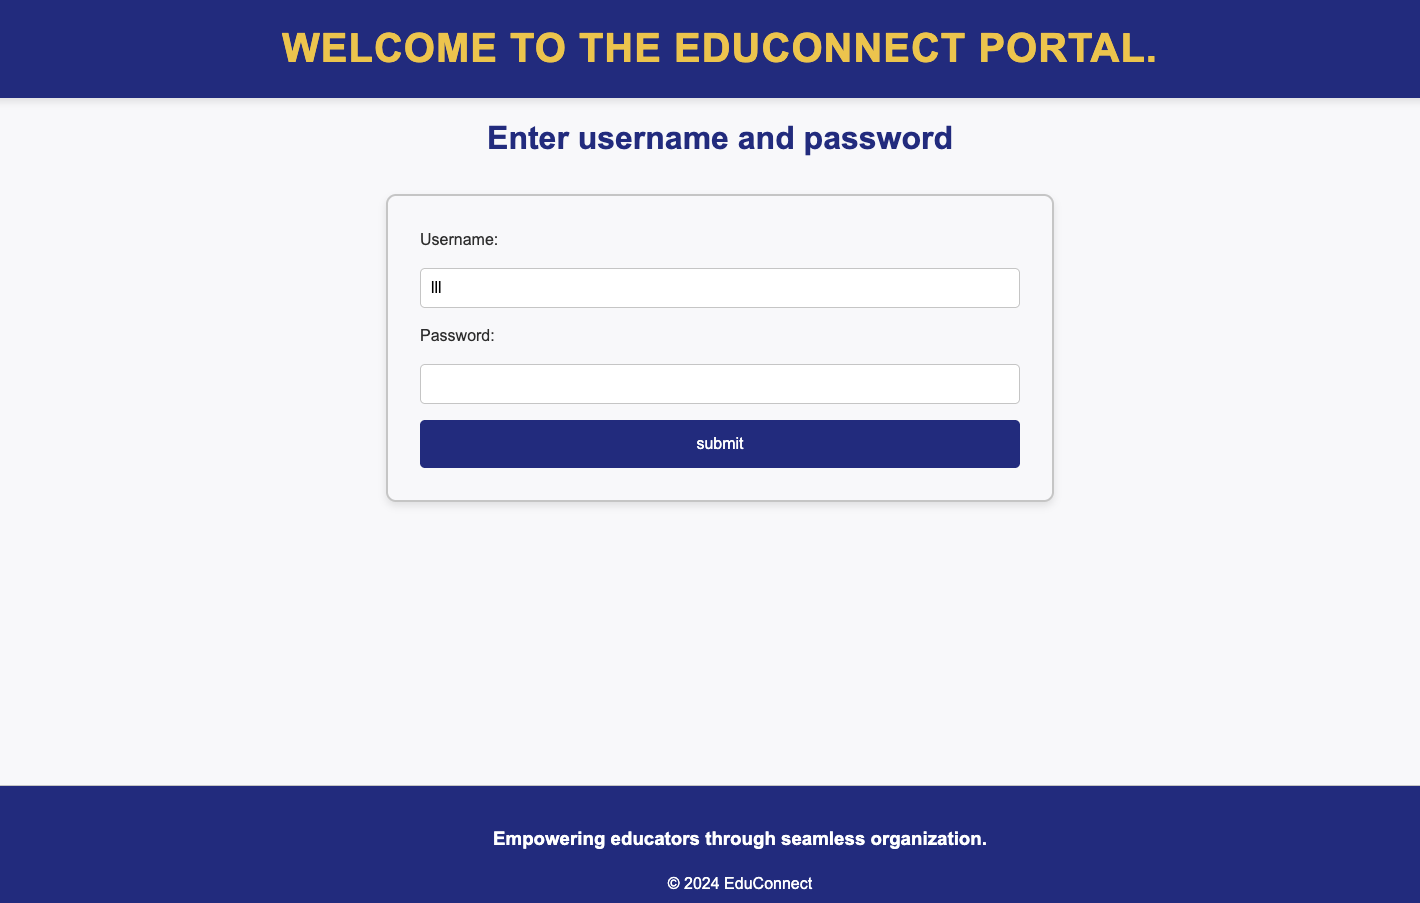 WELCOME TO THE EDUCONNECT PORTAL.
Enter username and password
Username:
lll
Password:
submit
Empowering educators through seamless organization.
© 2024 EduConnect